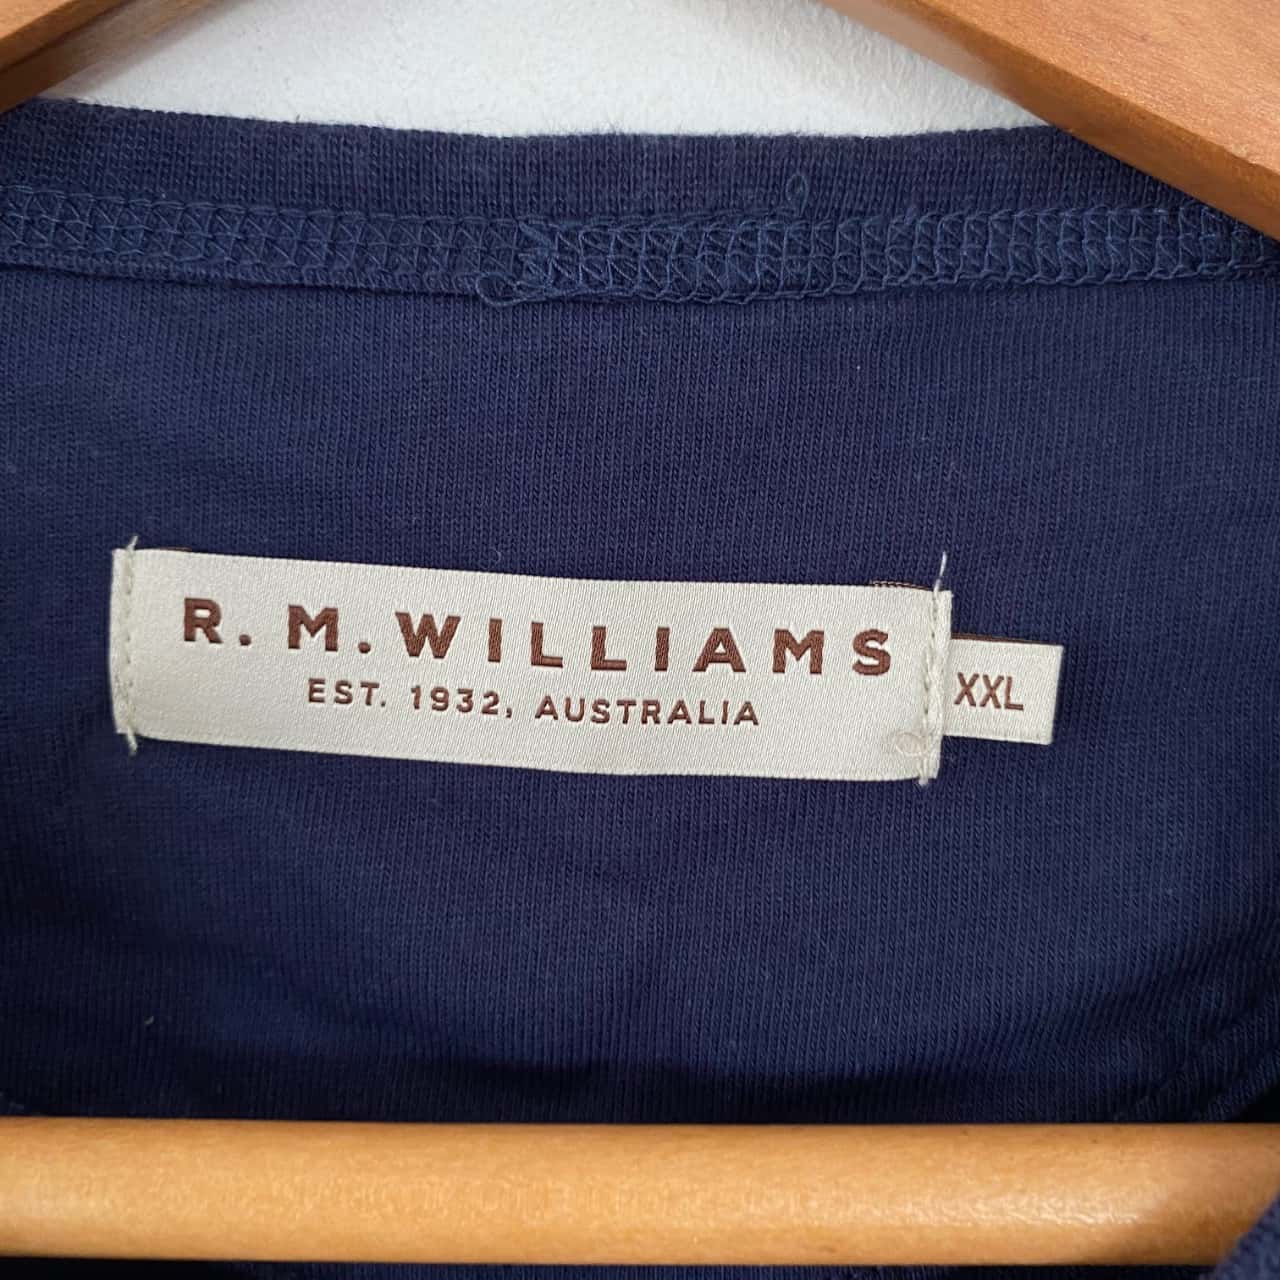 R. M. WILLIAMS
EST. 1932, AUSTRALIA
XXL